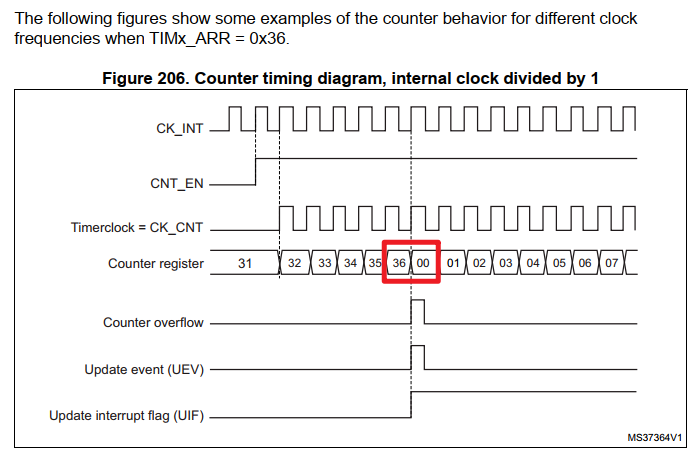 The following figures show some examples of the counter behavior for different clock
frequencies when TIMx_ARR = 0x36.
Figure 206. Counter timing diagram, internal clock divided by 1
CK_INT
CNT_EN
Timerclock = CK_CNT
Counter register 31 32 33 34 35 36 00 01 02 03 04 05 06 07
Counter overflow
Update event (UEV)
Update interrupt flag (UIF)
MS37364V1